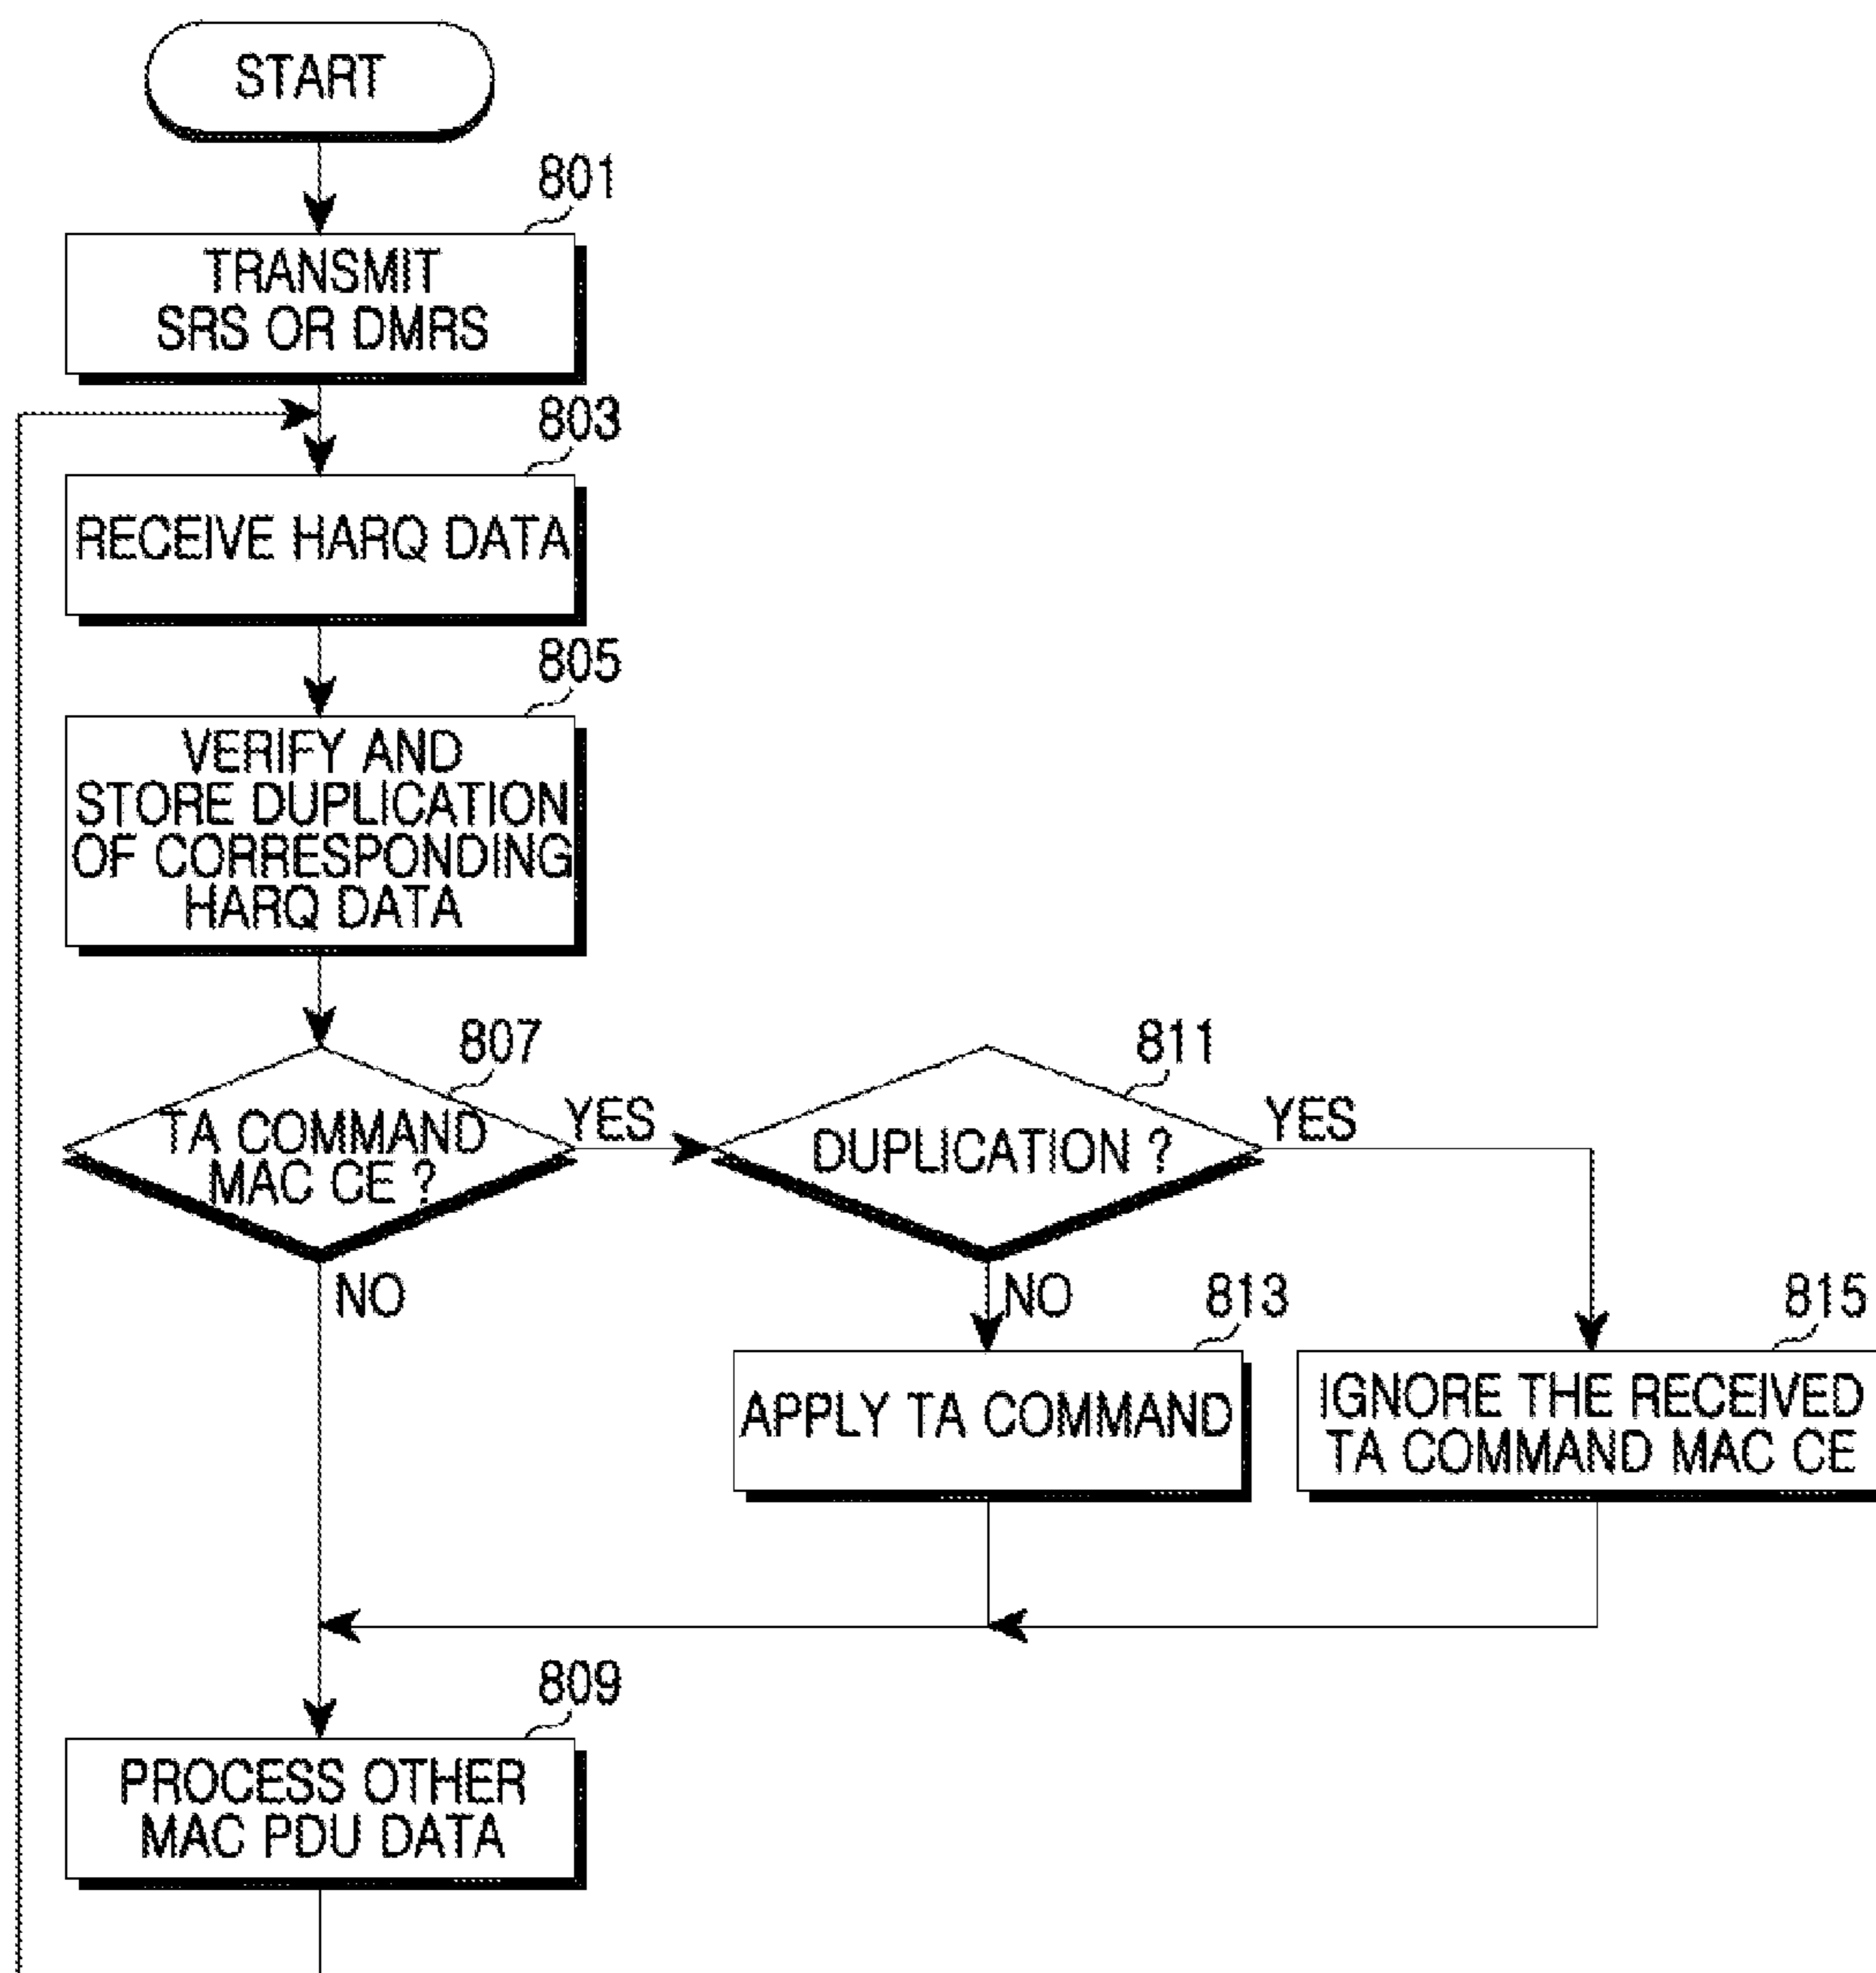 START
801
TRANSMIT
SRS OR DMRS
803
RECEIVE HARQ DATA
805
VERIFY AND
STORE DUPLICATION
OF CORRESPONDING
HARQ DATA
807
TA COMMAND
MAC CE ?
YES
NO
811
DUPLICATION ?
YES
NO
813
APPLY TA COMMAND
815
IGNORE THE RECEIVED
TA COMMAND MAC CE
809
PROCESS OTHER
MAC PDU DATA